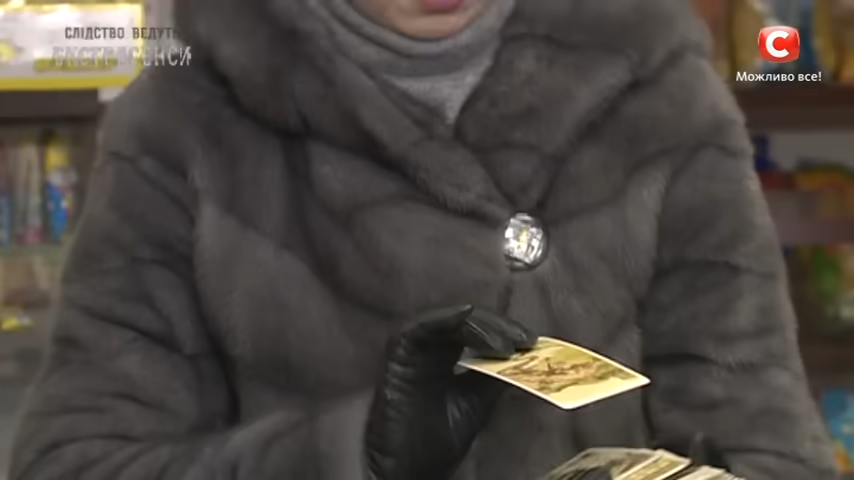 СЛІДСТВО ВЕДУТЬ
ЕКСТРАСЕНСИ
Можливо все!